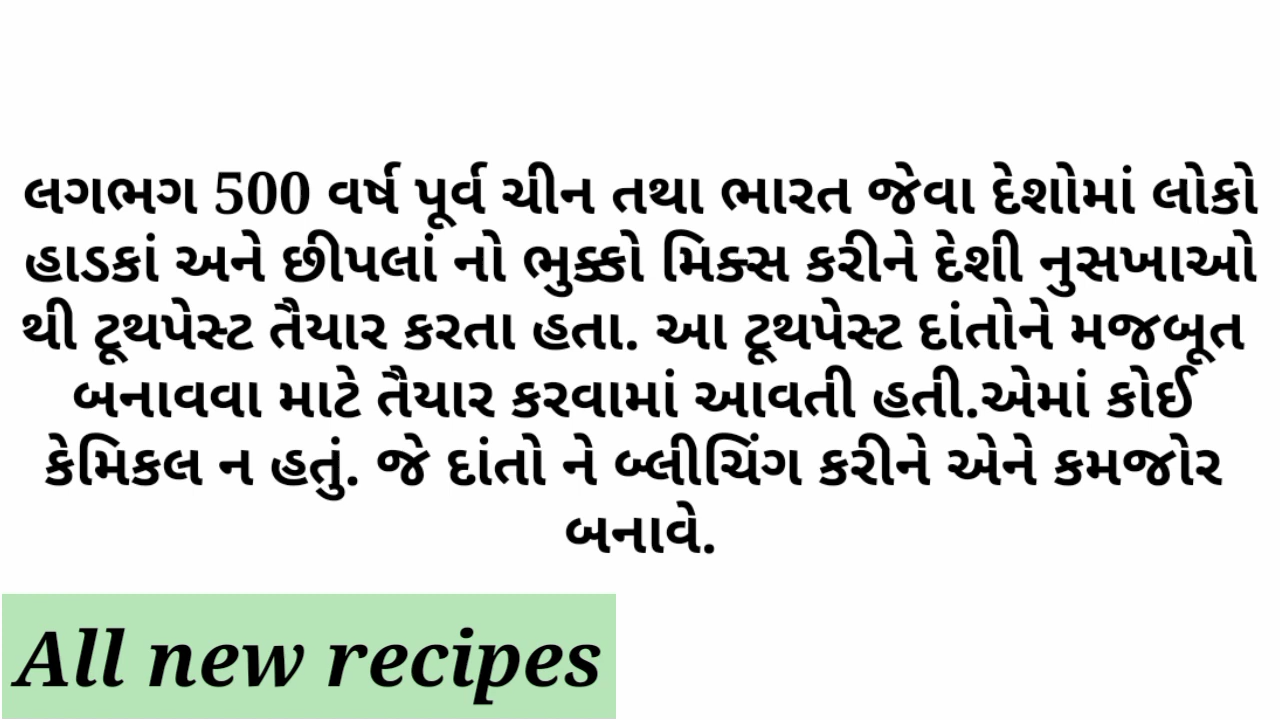 લગભગ 500 વર્ષ પૂર્વ ચીન તથા ભારત જેવા દેશોમાં લોકો
હાડકાં અને છીપલાં નો ભુક્કો મિક્સ કરીને દેશી નુસખાઓ
થી ટૂથપેસ્ટ તૈયાર કરતા હતા. આ ટૂથપેસ્ટ દાંતોને મજબૂત
બનાવવા માટે તૈયાર કરવામાં આવતી હતી.એમાં કોઈ
કેમિકલ ન હતું. જે દાંતો ને બ્લીચિંગ કરીને એને કમજોર
બનાવે.
All new recipes